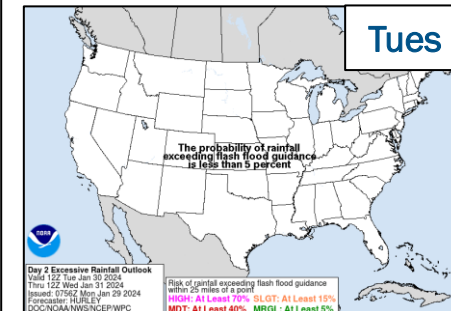 Tues
The probability of rainfall
exceeding flash flood guidance
is less than 5 percent
NOAA
Day 2 Excessive Rainfall Outlook
Valid 12Z Tue Jan 30 2024
Thru 12Z Wed Jan 31 2024
Issued: 0756Z Mon Jan 29 2024
Forecaster: HURLEY
DOC/NOAA/NWS/NCEP/WPC
Risk of rainfall exceeding flash flood guidance
within 25 miles of a point
HIGH: At Least 70% SLGT: At Least 15%
MDT: At Least 40% MRGL: At Least 5%